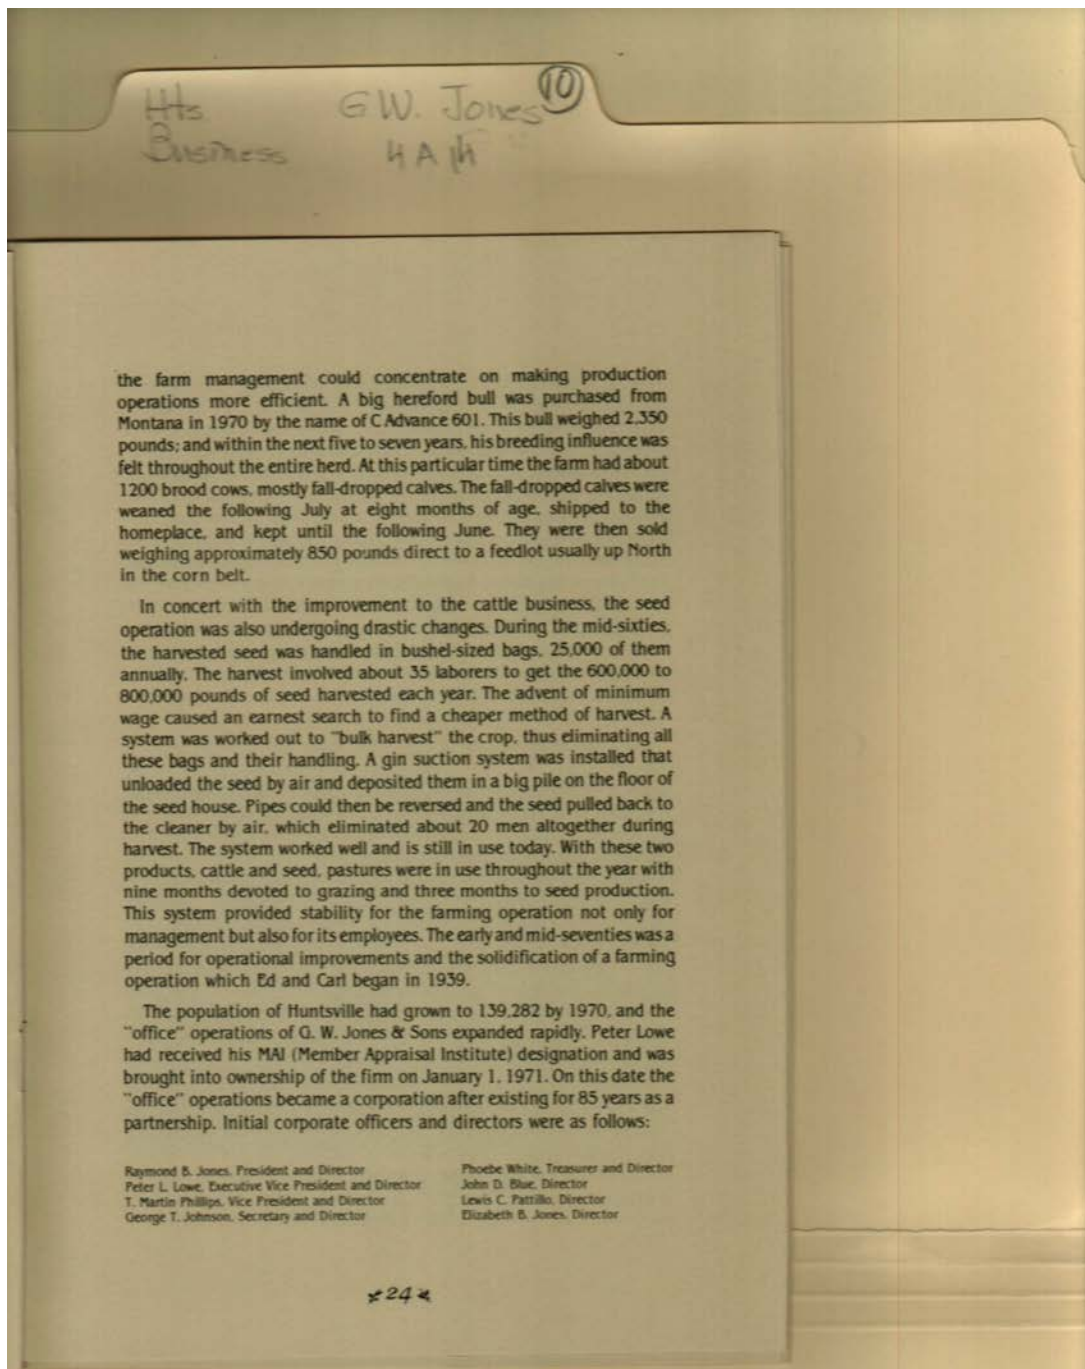 Hts G.W. Jones 10
Business 4A
the farm management could concentrate on making production
operations more efficient. A big hereford bull was purchased from
Montana in 1970 by the name of C Advance 601. This bull weighed 2,350
pounds; and within the next five to seven years, his breeding influence was
felt throughout the entire herd. At this particular time the farm had about
1200 brood cows, mostly fall-dropped calves. The fall-dropped calves were
weaned the following July at eight months of age, shipped to the
homeplace, and kept until the following June. They were then sold
weighing approximately 850 pounds direct to a feedlot usually up North
in the corn belt.
In concert with the improvement to the cattle business, the seed
operation was also undergoing drastic changes. During the mid-sixties,
the harvested seed was handled in bushel-sized bags, 25,000 of them
annually. The harvest involved about 35 laborers to get the 600,000 to
800,000 pounds of seed harvested each year. The advent of minimum
wage caused an earnest search to find a cheaper method of harvest. A
system was worked out to "bulk harvest" the crop, thus eliminating all
these bags and their handling. A gin suction system was installed that
unloaded the seed by air and deposited them in a big pile on the floor of
the seed house. Pipes could then be reversed and the seed pulled back to
the cleaner by air, which eliminated about 20 men altogether during
harvest. The system worked well and is still in use today. With these two
products, cattle and seed, pastures were in use throughout the year with
nine months devoted to grazing and three months to seed production.
This system provided stability for the farming operation not only for
management but also for its employees. The early and mid-seventies was a
period for operational improvements and the solidification of a farming
operation which Ed and Carl began in 1939.
The population of Huntsville had grown to 139,282 by 1970, and the
"office" operations of G. W. Jones & Sons expanded rapidly. Peter Lowe
had received his MAI (Member Appraisal Institute) designation and was
brought into ownership of the firm on January 1, 1971. On this date the
"office" operations became a corporation after existing for 85 years as a
partnership. Initial corporate officers and directors were as follows:
Raymond B. Jones, President and Director
Peter L. Lowe, Executive Vice President and Director
T. Martin Phillips, Vice President and Director
George T. Johnson, Secretary and Director
Phoebe White, Treasurer and Director
John D. Blue, Director
Lewis C. Pattillo, Director
Elizabeth B. Jones, Director
24